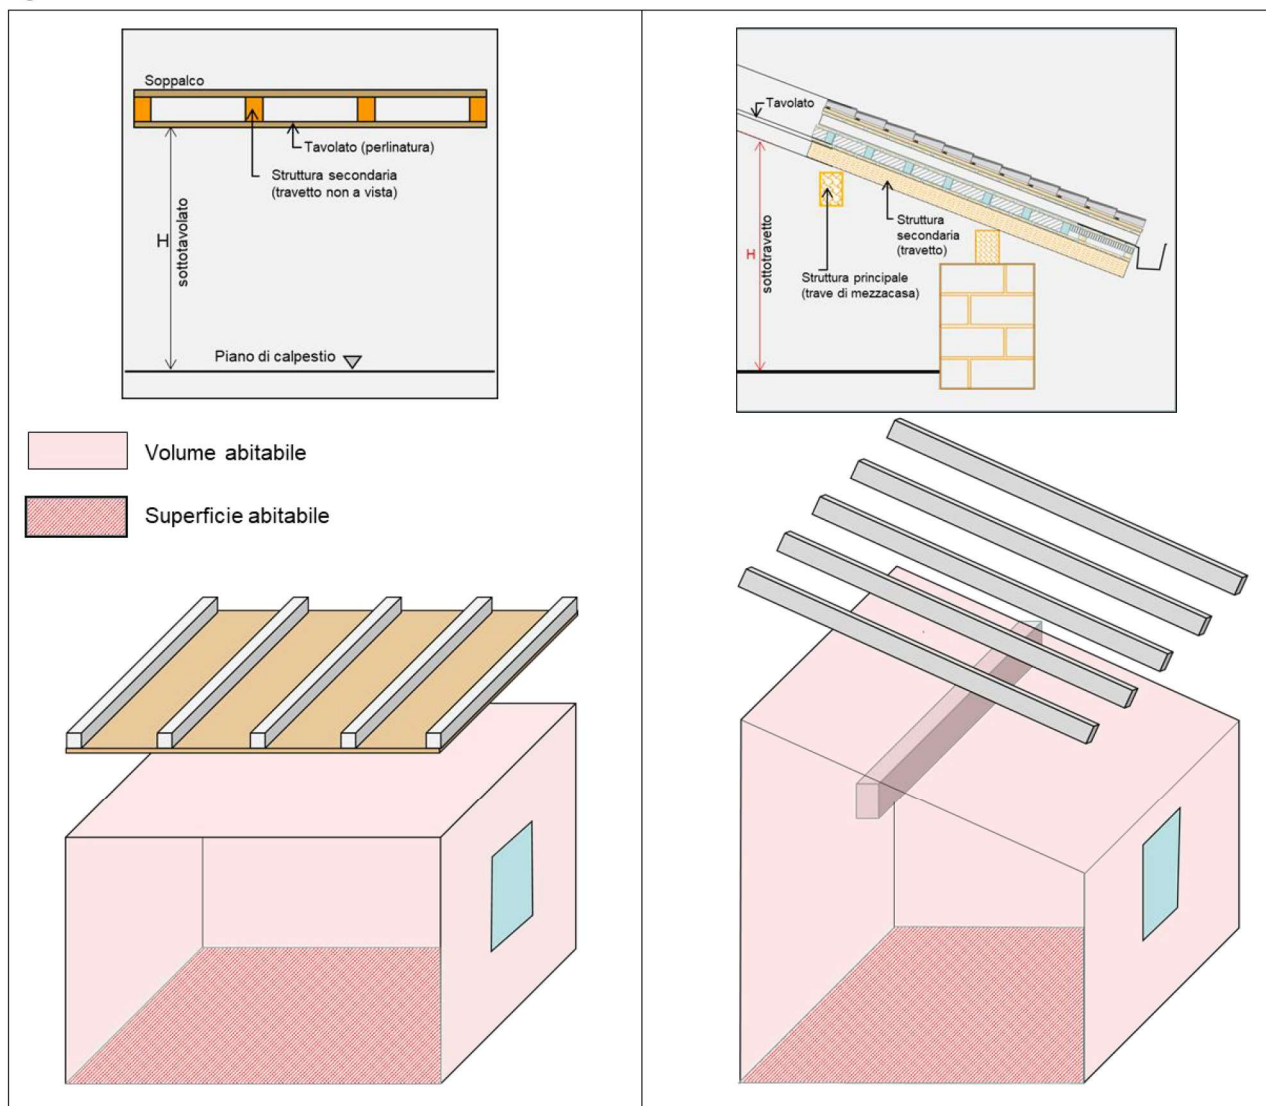 Soppalco
Tavolato (perlinatura)
Struttura secondaria
(travetto non a vista)
H
sottotavolato
Piano di calpestio
Volume abitabile
Superficie abitabile
Tavolato
Struttura
secondaria
(travetto)
H
sottotravetto
Struttura principale
(trave di mezzacasa)